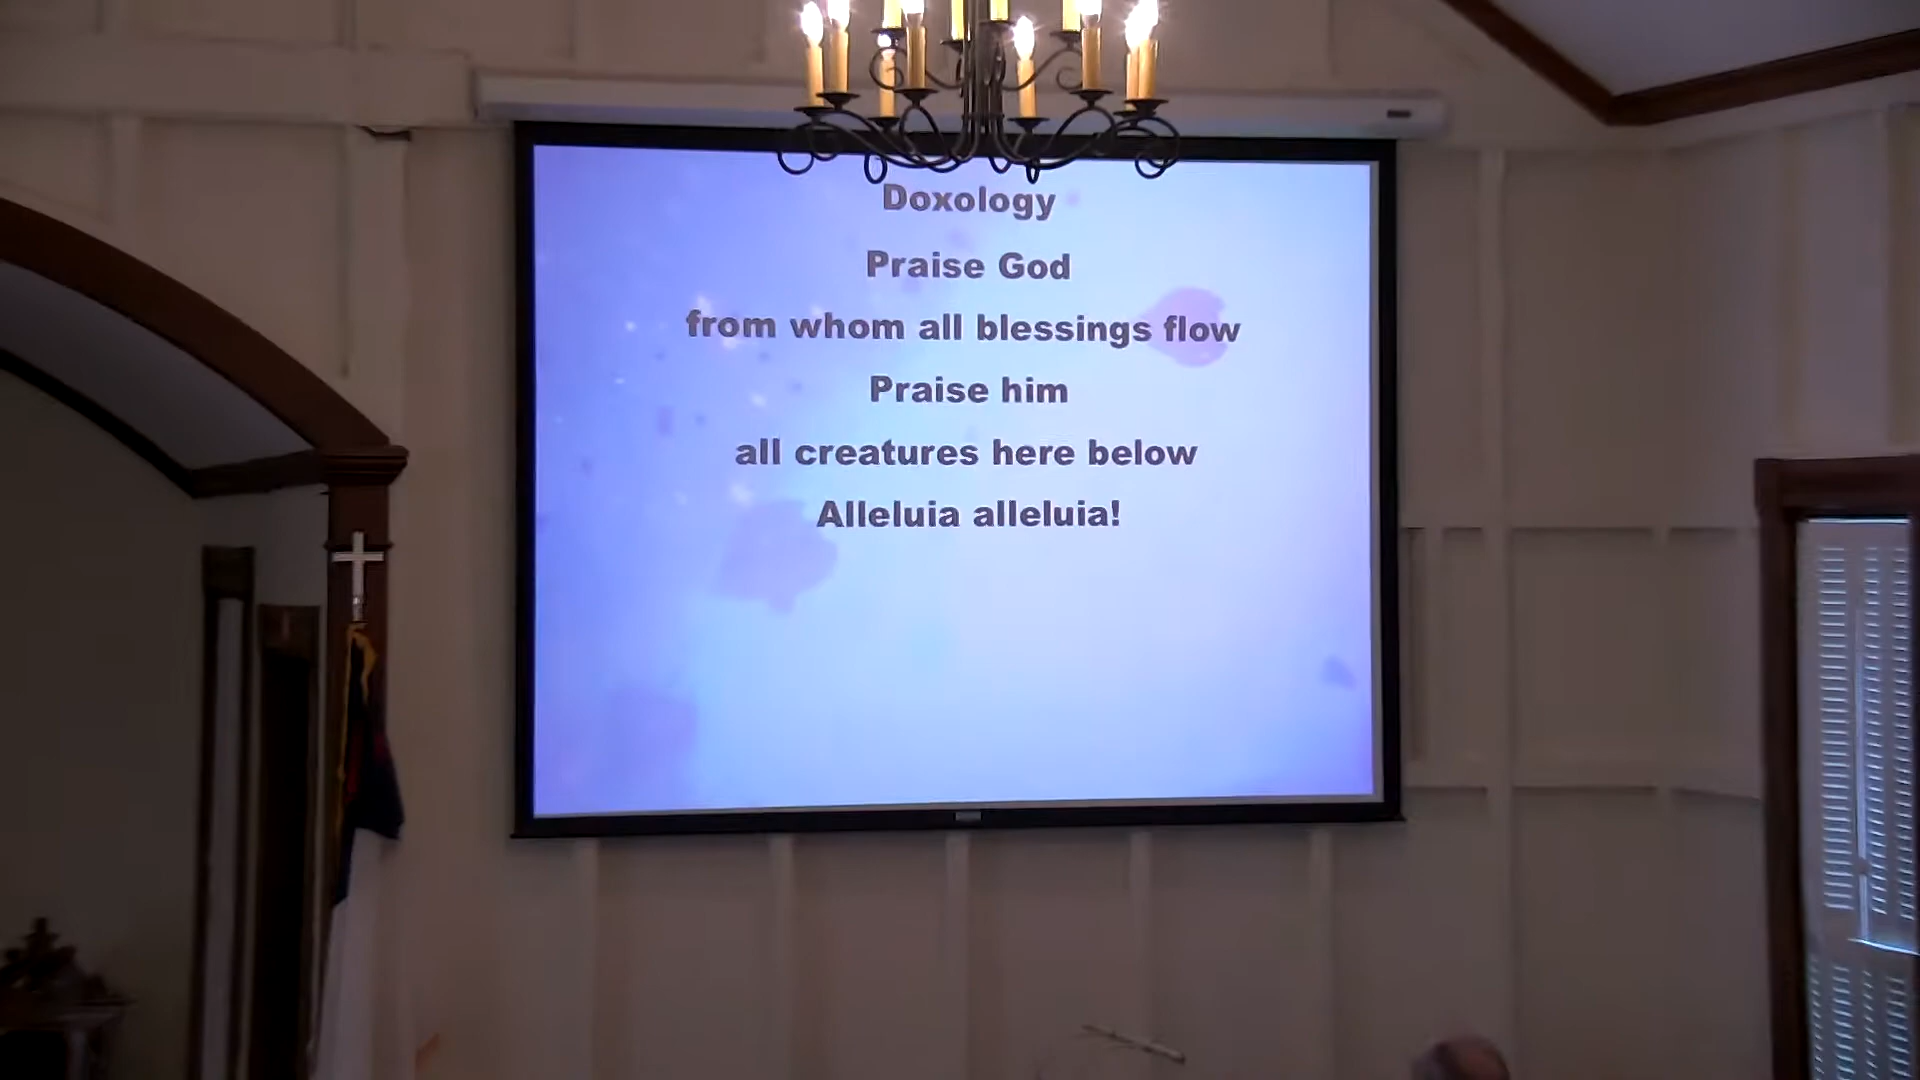 Doxology
Praise God
from whom all blessings flow
Praise him
all creatures here below
Alleluia alleluia!